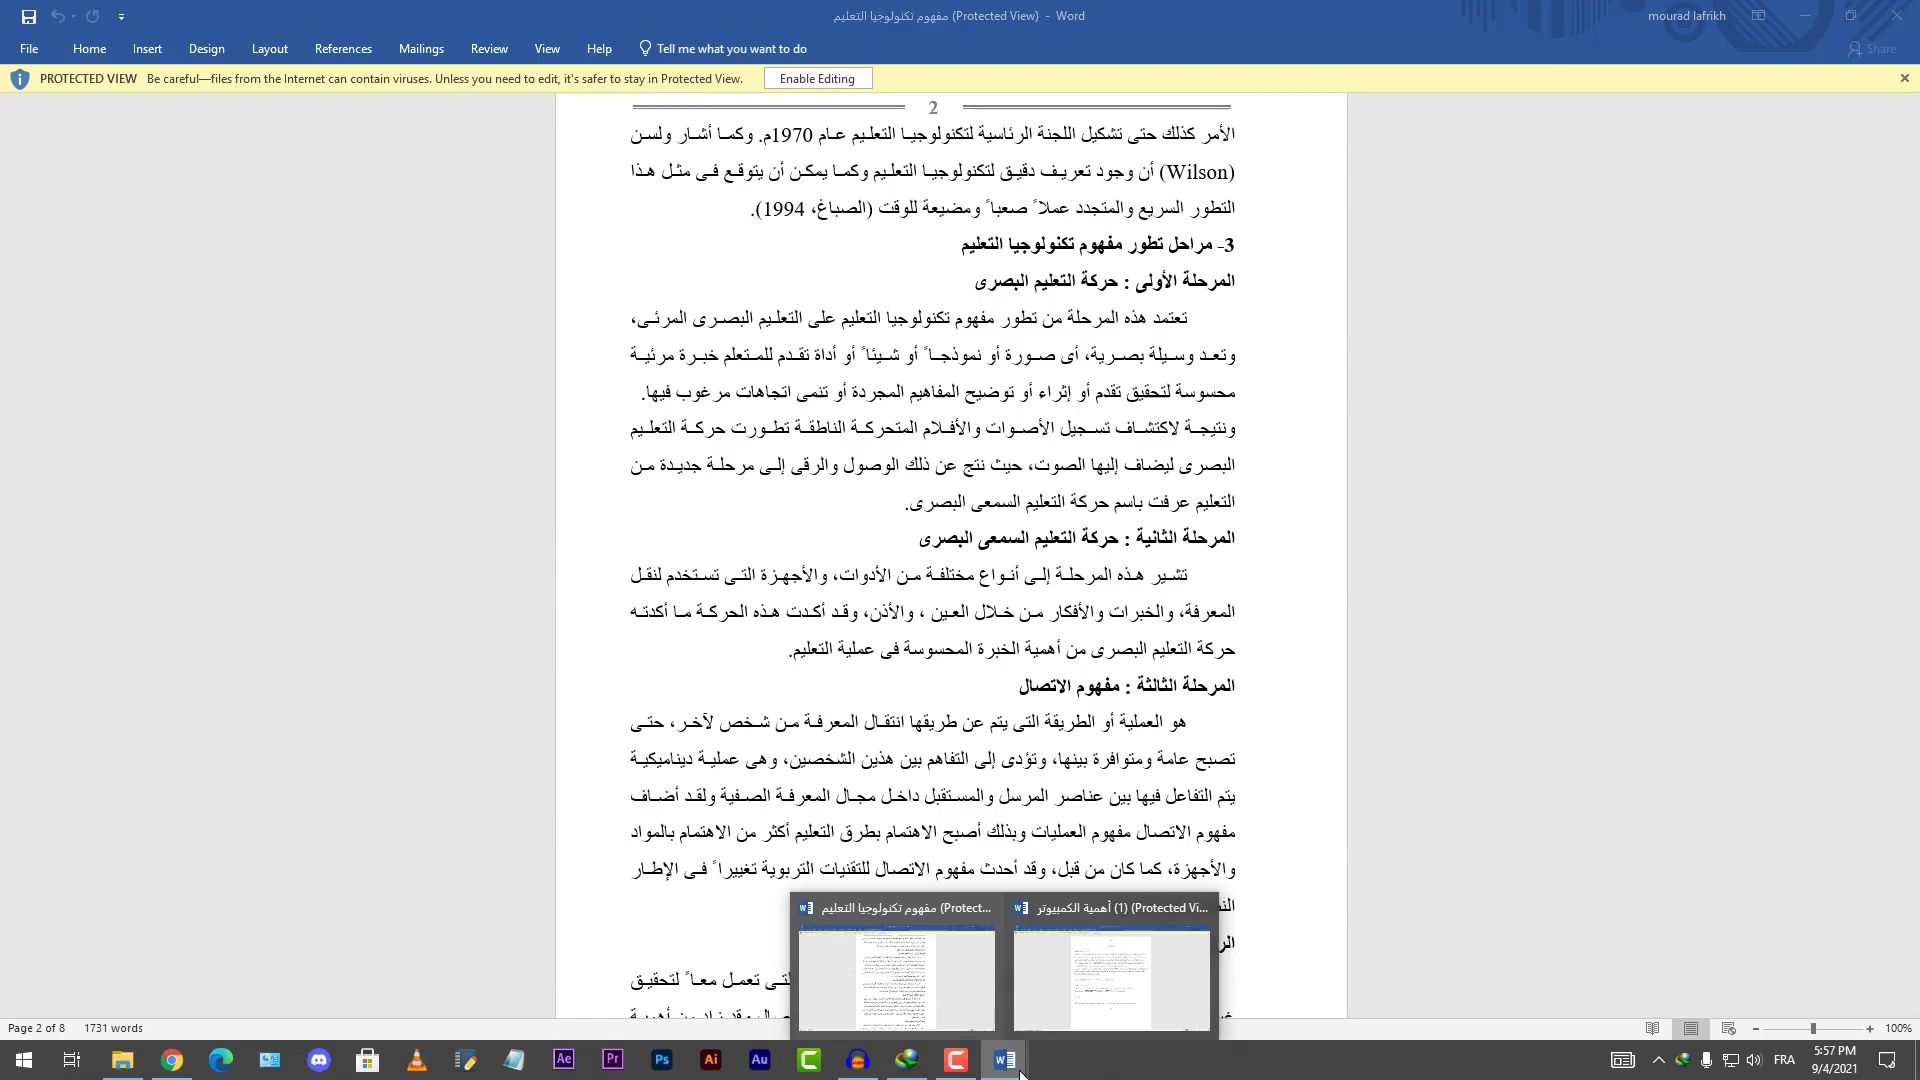 مفهوم تكنولوجيا التعليم (Protected View) - Word
mourad lafrikh
File Home Insert Design Layout References Mailings Review View Help Tell me what you want to do
Share
PROTECTED VIEW Be careful—files from the Internet can contain viruses. Unless you need to edit, it's safer to stay in Protected View. Enable Editing
2
الأمر كذلك حتى تشكيل اللجنة الرئاسية لتكنولوجيا التعليم عام 1970م. وكما أشار ولسن
(Wilson) أن وجود تعريف دقيق لتكنولوجيا التعليم وكما يمكن أن يتوقع فى مثل هذا
التطور السريع والمتجدد عملاً صعباً ومضيعة للوقت (الصباغ، 1994).
3- مراحل تطور مفهوم تكنولوجيا التعليم
المرحلة الأولى : حركة التعليم البصرى
تعتمد هذه المرحلة من تطور مفهوم تكنولوجيا التعليم على التعليم البصرى المرئى،
وتعد وسيلة بصرية، أى صورة أو نموذجاً أو شيئاً أو أداة تقدم للمتعلم خبرة مرئية
محسوسة لتحقيق تقدم أو إثراء أو توضيح المفاهيم المجردة أو تنمى اتجاهات مرغوب فيها.
ونتيجة لاكتشاف تسجيل الأصوات والأفلام المتحركة الناطقة تطورت حركة التعليم
البصرى ليضاف إليها الصوت، حيث نتج عن ذلك الوصول والرقى إلى مرحلة جديدة من
التعليم عرفت باسم حركة التعليم السمعى البصرى.
المرحلة الثانية : حركة التعليم السمعى البصرى
تشير هذه المرحلة إلى أنواع مختلفة من الأدوات، والأجهزة التى تستخدم لنقل
المعرفة، والخبرات والأفكار من خلال العين ، والأذن، وقد أكدت هذه الحركة ما أكدته
حركة التعليم البصرى من أهمية الخبرة المحسوسة فى عملية التعليم.
المرحلة الثالثة : مفهوم الاتصال
هو العملية أو الطريقة التى يتم عن طريقها انتقال المعرفة من شخص لآخر، حتى
تصبح عامة ومتوافرة بينها، وتؤدى إلى التفاهم بين هذين الشخصين، وهى عملية ديناميكية
يتم التفاعل فيها بين عناصر المرسل والمستقبل داخل مجال المعرفة الصفية ولقد أضاف
مفهوم الاتصال مفهوم العمليات وبذلك أصبح الاهتمام بطرق التعليم أكثر من الاهتمام بالمواد
والأجهزة، كما كان من قبل، وقد أحدث مفهوم الاتصال للتقنيات التربوية تغييراً فى الإطار
مفهوم تكنولوجيا التعليم (Protect...
أهمية الكمبيوتر (1) (Protected Vi...
التى تعمل معاً لتحقيق
Page 2 of 8 1731 words
100%
Ae Pr Ps Ai Au
FRA
5:57 PM
9/4/2021